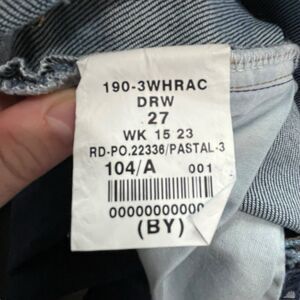 190-3WHRAC
DRW
27
WK 15 23
RD-PO.22336/PASTAL-3
104/A 001
000000000000
(BY)